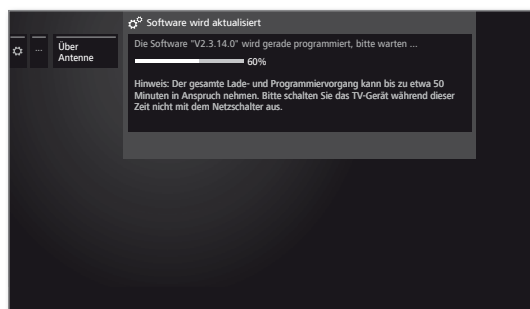 Software wird aktualisiert
... Über
Antenne
Die Software "V2.3.14.0" wird gerade programmiert, bitte warten ...
60%
Hinweis: Der gesamte Lade- und Programmiervorgang kann bis zu etwa 50
Minuten in Anspruch nehmen. Bitte schalten Sie das TV-Gerät während dieser
Zeit nicht mit dem Netzschalter aus.